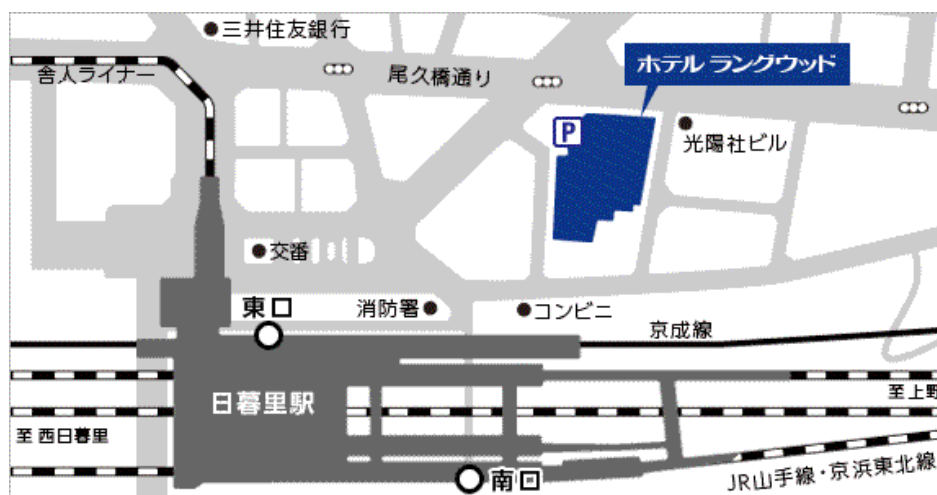 三井住友銀行
舎人ライナー
尾久橋通り
ホテル ラングウッド
P
光陽社ビル
交番
東口
消防署
コンビニ
京成線
日暮里駅
至 上野
至 西日暮里
南口
JR山手線・京浜東北線